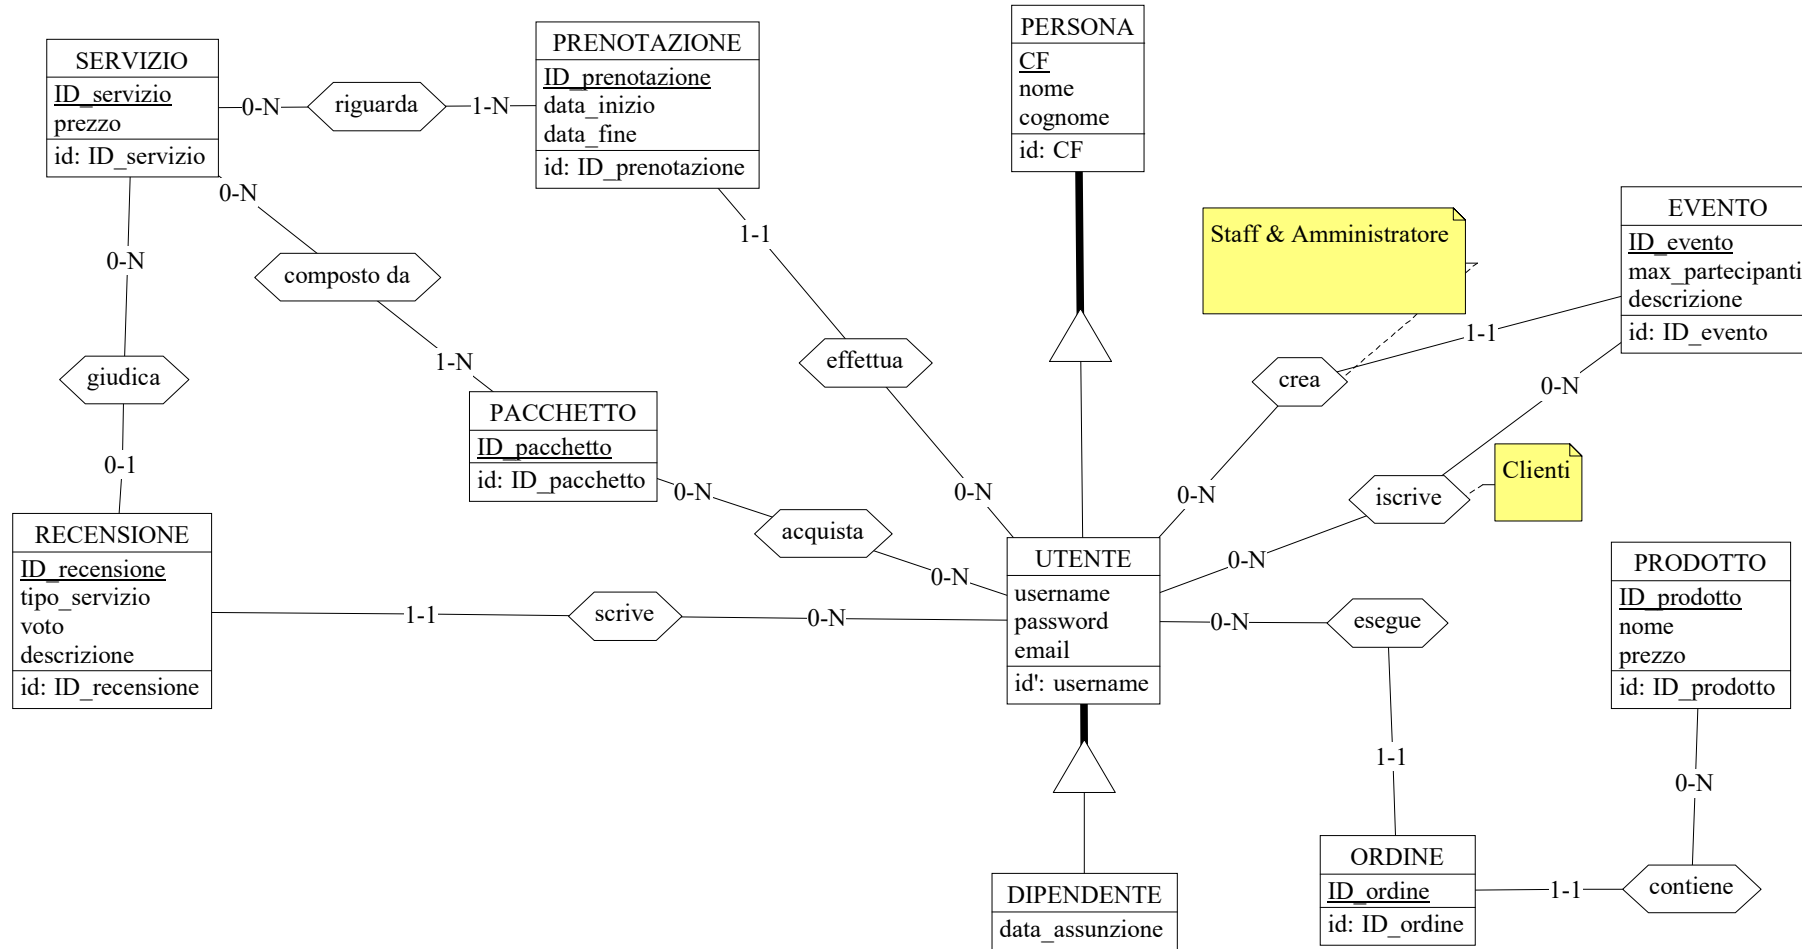 SERVIZIO
ID_servizio
prezzo
id: ID_servizio
0-N
riguarda
1-N
PRENOTAZIONE
ID_prenotazione
data_inizio
data_fine
id: ID_prenotazione
PERSONA
CF
nome
cognome
id: CF
Staff & Amministratore
EVENTO
ID_evento
max_partecipanti
descrizione
id: ID_evento
0-N
composto da
1-N
0-N
giudica
0-1
1-1
effettua
0-N
1-1
crea
0-N
0-N
iscrive
0-N
Clienti
PACCHETTO
ID_pacchetto
id: ID_pacchetto
0-N
acquista
0-N
RECENSIONE
ID_recensione
tipo_servizio
voto
descrizione
id: ID_recensione
1-1
scrive
0-N
UTENTE
username
password
email
id': username
0-N
esegue
1-1
PRODOTTO
ID_prodotto
nome
prezzo
id: ID_prodotto
0-N
contiene
1-1
ORDINE
ID_ordine
id: ID_ordine
DIPENDENTE
data_assunzione